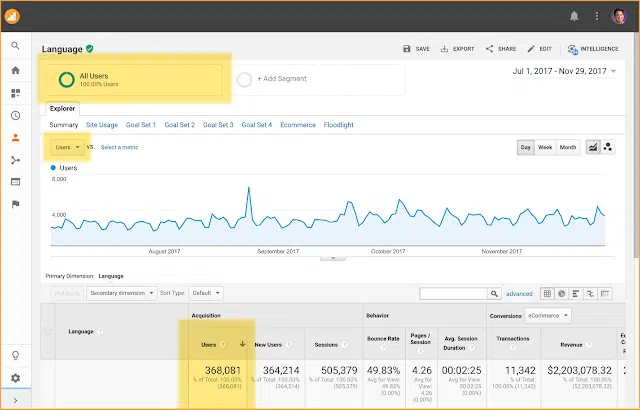 Language
SAVE
EXPORT
SHARE
EDIT
INTELLIGENCE
All Users
100.00% Users
+ Add Segment
Jul 1, 2017 - Nov 29, 2017
Explorer
Summary Site Usage Goal Set 1 Goal Set 2 Goal Set 3 Goal Set 4 Ecommerce Floodlight
Users VS. Select a metric
Day Week Month
Users
8,000
4,000
August 2017 September 2017 October 2017 November 2017
Primary Dimension: Language
Plot Rows Secondary dimension Sort Type: Default
advanced
Language
Acquisition Behavior Conversions eCommerce
Users New Users Sessions Bounce Rate Pages / Session Avg. Session Duration Transactions Revenue
368,081
% of Total: 100.00%
(368,081)
364,214
% of Total: 100.00%
(364,214)
505,379
% of Total: 100.00%
(505,379)
49.83%
Avg for View:
49.83%
(0.00%)
4.26
Avg for
View:
4.26
(0.00%)
00:02:25
Avg for View:
00:02:25
(0.00%)
11,342
% of Total:
100.00% (11,342)
$2,203,078.32
% of Total: 100.00%
($2,203,078.32)